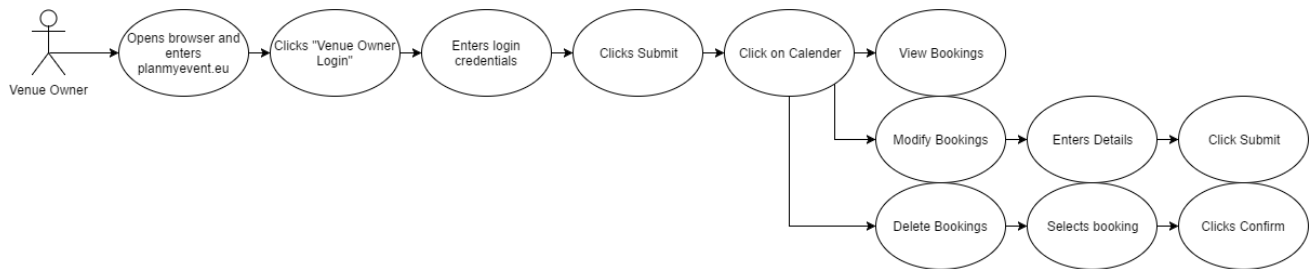 Venue Owner
Opens browser and
enters
planmyevent.eu
Clicks "Venue Owner
Login"
Enters login
credentials
Clicks Submit
Click on Calender
View Bookings
Modify Bookings
Enters Details
Click Submit
Delete Bookings
Selects booking
Clicks Confirm